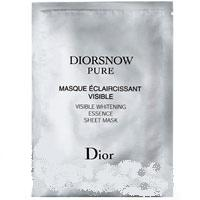 DIORSNOW
PURE
MASQUE ÉCLAIRCISSANT
VISIBLE
VISIBLE WHITENING
ESSENCE
SHEET MASK
Dior